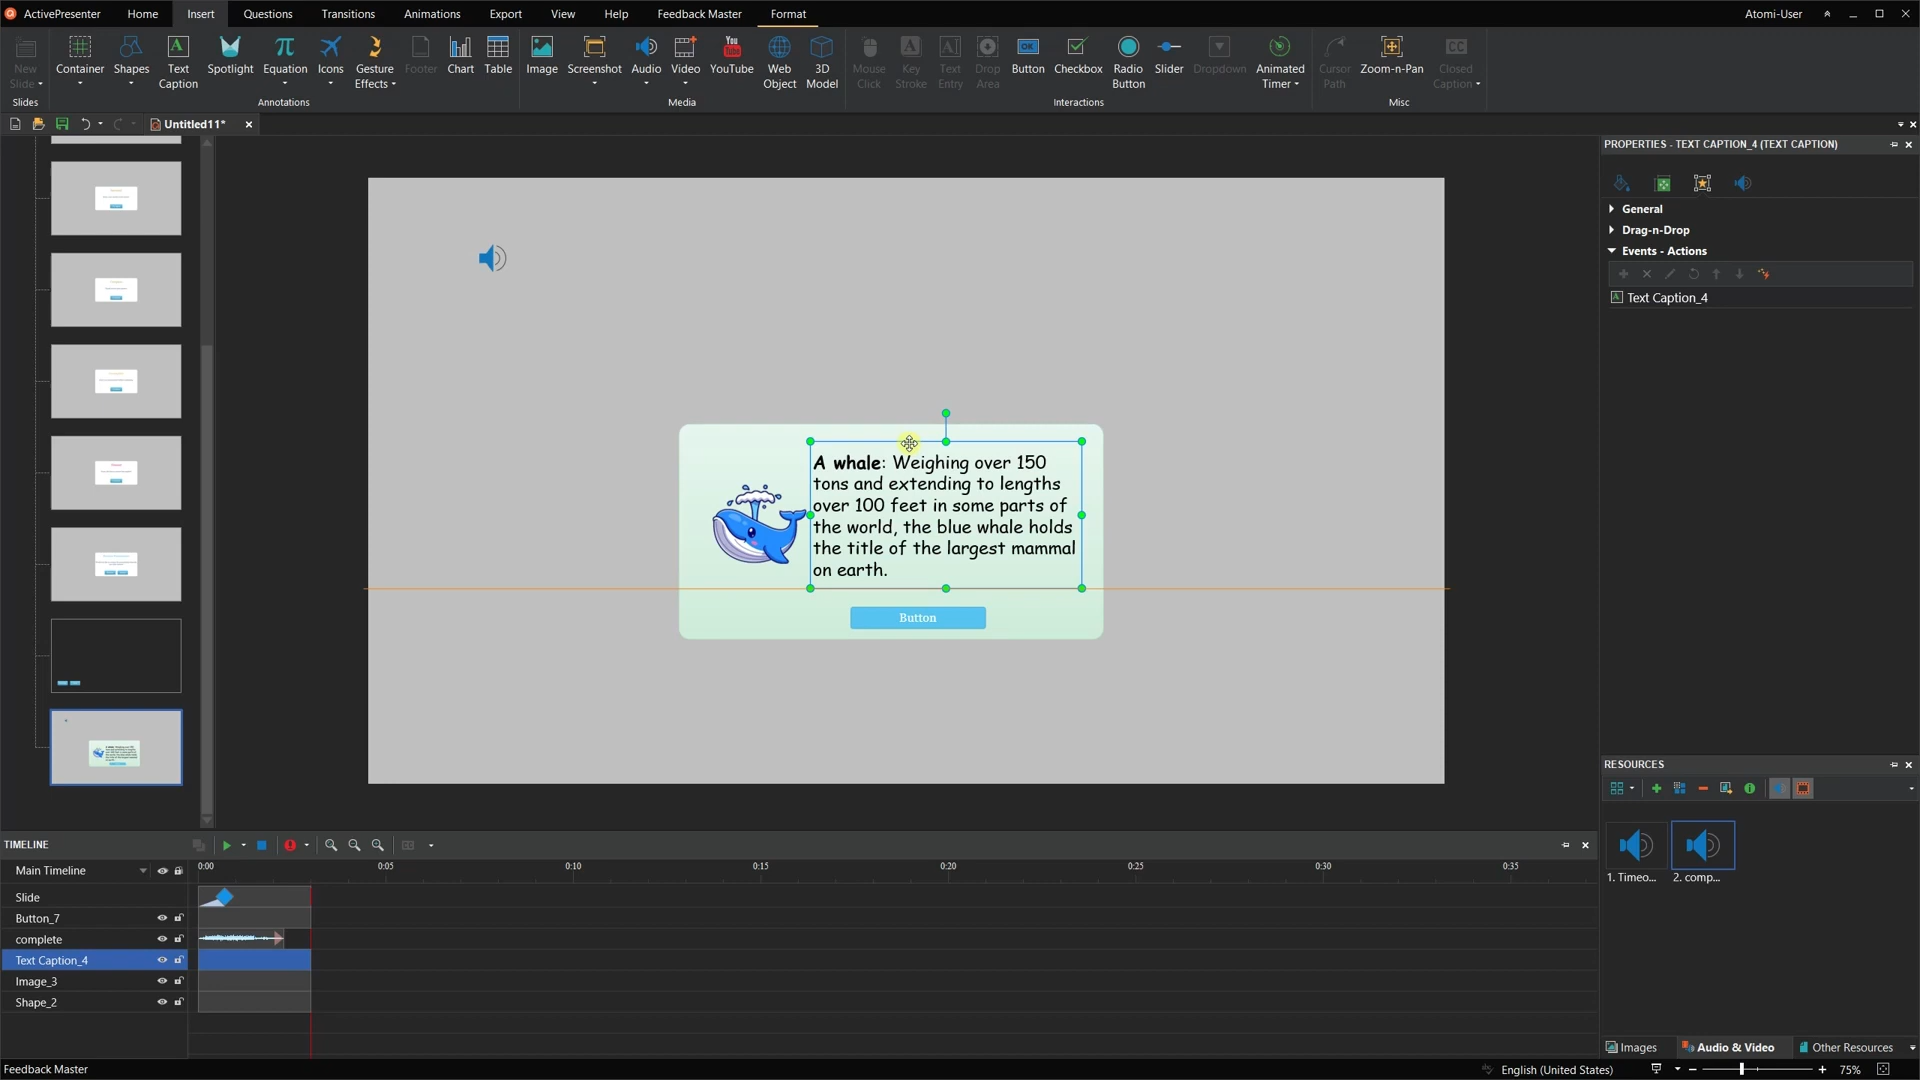 ActivePresenter
Home
Insert
Questions
Transitions
Animations
Export
View
Help
Feedback Master
Format
Atomi-User
New
Slide
Container
Shapes
Text
Caption
Spotlight
Equation
Icons
Gesture
Effects
Footer
Chart
Table
Image
Screenshot
Audio
Video
YouTube
Web
Object
3D
Model
Mouse
Click
Key
Stroke
Text
Entry
Drop
Area
Button
Checkbox
Radio
Button
Slider
Dropdown
Animated
Timer
Cursor
Path
Zoom-n-Pan
Closed
Caption
Slides
Annotations
Media
Interactions
Misc
Untitled11*
PROPERTIES - TEXT CAPTION_4 (TEXT CAPTION)
General
Drag-n-Drop
Events - Actions
Text Caption_4
A whale: Weighing over 150
tons and extending to lengths
over 100 feet in some parts of
the world, the blue whale holds
the title of the largest mammal
on earth.
Button
RESOURCES
1. Timeo...
2. comp...
Images
Audio & Video
Other Resources
TIMELINE
Main Timeline
0:00
0:05
0:10
0:15
0:20
0:25
0:30
0:35
Slide
Button_7
complete
Text Caption_4
Image_3
Shape_2
Feedback Master
English (United States)
75%